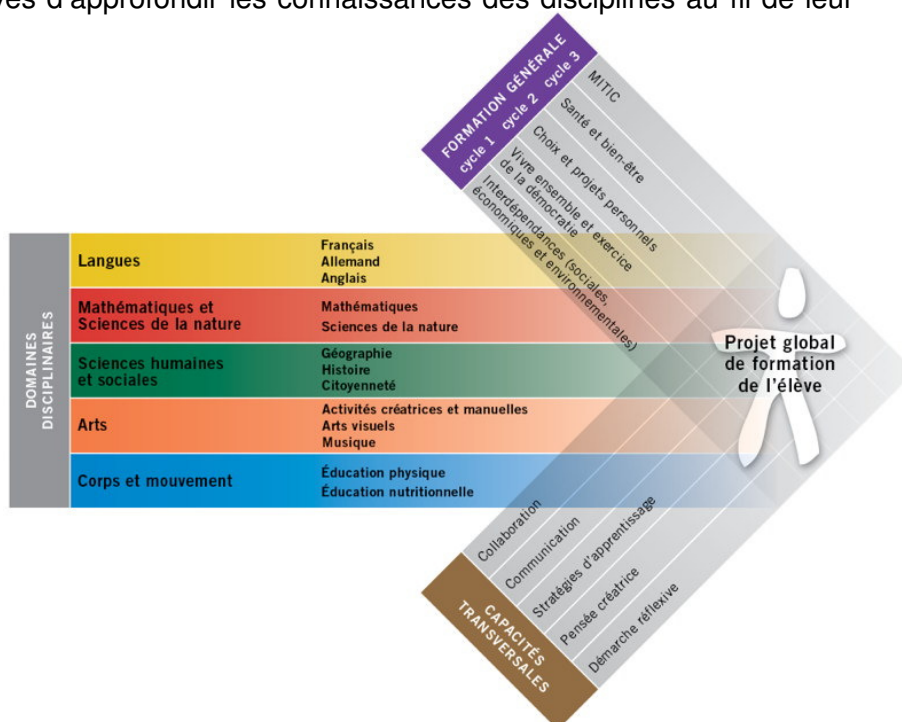 ves d'approfondir les connaissances des disciplines au fil de leur
FORMATION GÉNÉRALE
cycle 1 cycle 2 cycle 3
MITIC
Santé et bien-être
Choix et projets personnels
Vivre ensemble et exercice
de la démocratie
Interdépendances (sociales,
économiques et environnementales)
DOMAINES
DISCIPLINAIRES
Langues
Français
Allemand
Anglais
Mathématiques et
Sciences de la nature
Mathématiques
Sciences de la nature
Sciences humaines
et sociales
Géographie
Histoire
Citoyenneté
Arts
Activités créatrices et manuelles
Arts visuels
Musique
Corps et mouvement
Éducation physique
Éducation nutritionnelle
Projet global
de formation
de l'élève
Collaboration
Communication
Stratégies d'apprentissage
Pensée créatrice
Démarche réflexive
CAPACITÉS
TRANSVERSALES